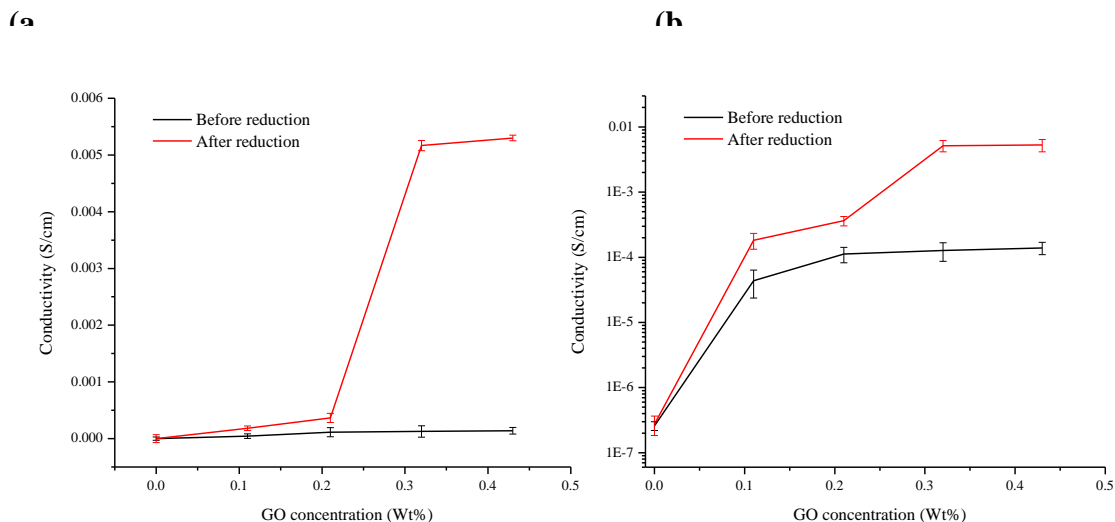 (a
(b
0.006
0.005
0.004
0.003
0.002
0.001
0.000
Conductivity (S/cm)
Before reduction
After reduction
0.0 0.1 0.2 0.3 0.4 0.5
GO concentration (Wt%)
0.01
1E-3
1E-4
1E-5
1E-6
1E-7
Conductivity (S/cm)
Before reduction
After reduction
0.0 0.1 0.2 0.3 0.4 0.5
GO concentration (Wt%)